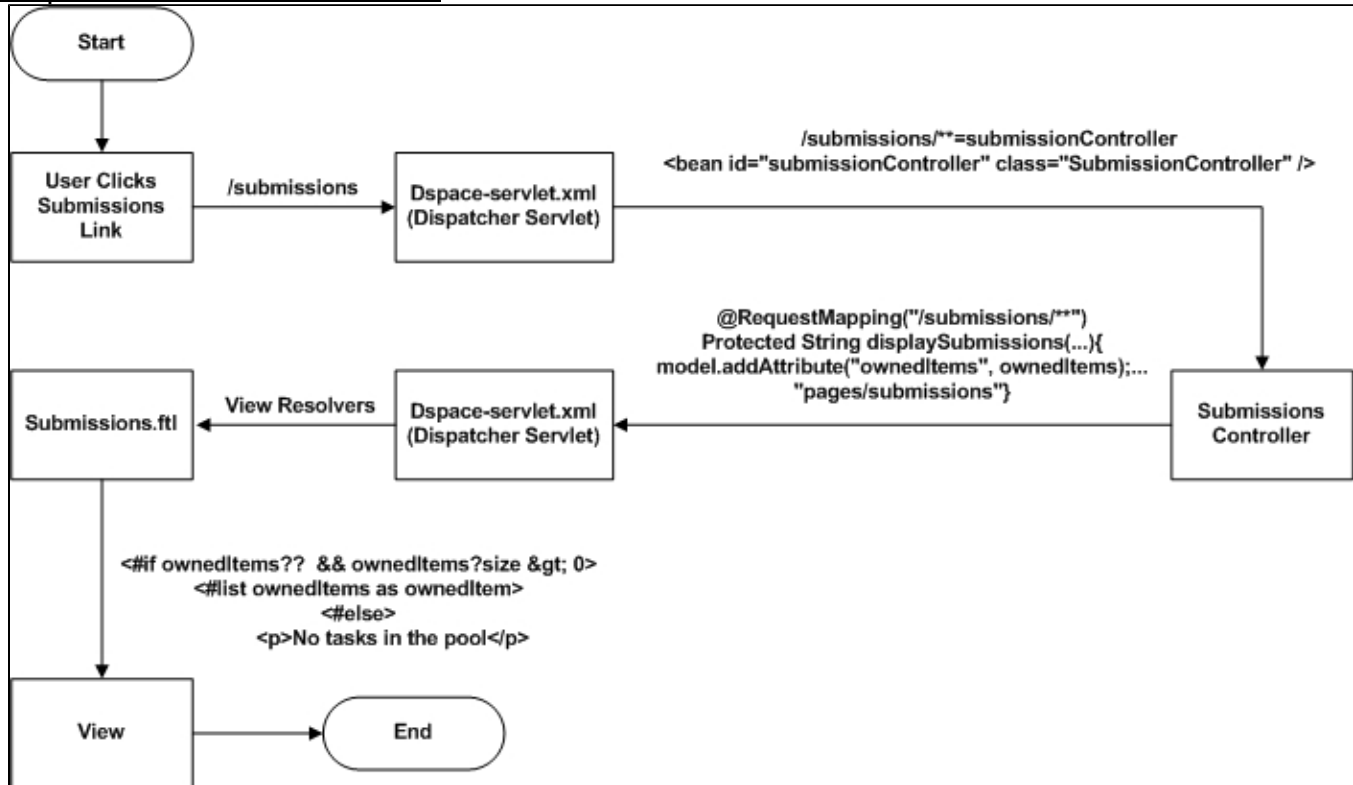 Start
User Clicks
Submissions
Link
/submissions
Dspace-servlet.xml
(Dispatcher Servlet)
/submissions/**=submissionController
<bean id="submissionController" class="SubmissionController" />
Submissions
Controller
@RequestMapping("/submissions/**")
Protected String displaySubmissions(...){
model.addAttribute("ownedItems", ownedItems);...
"pages/submissions"}
Dspace-servlet.xml
(Dispatcher Servlet)
View Resolvers
Submissions.ftl
<#if ownedItems?? && ownedItems?size &gt; 0>
<#list ownedItems as ownedItem>
<#else>
<p>No tasks in the pool</p>
View
End